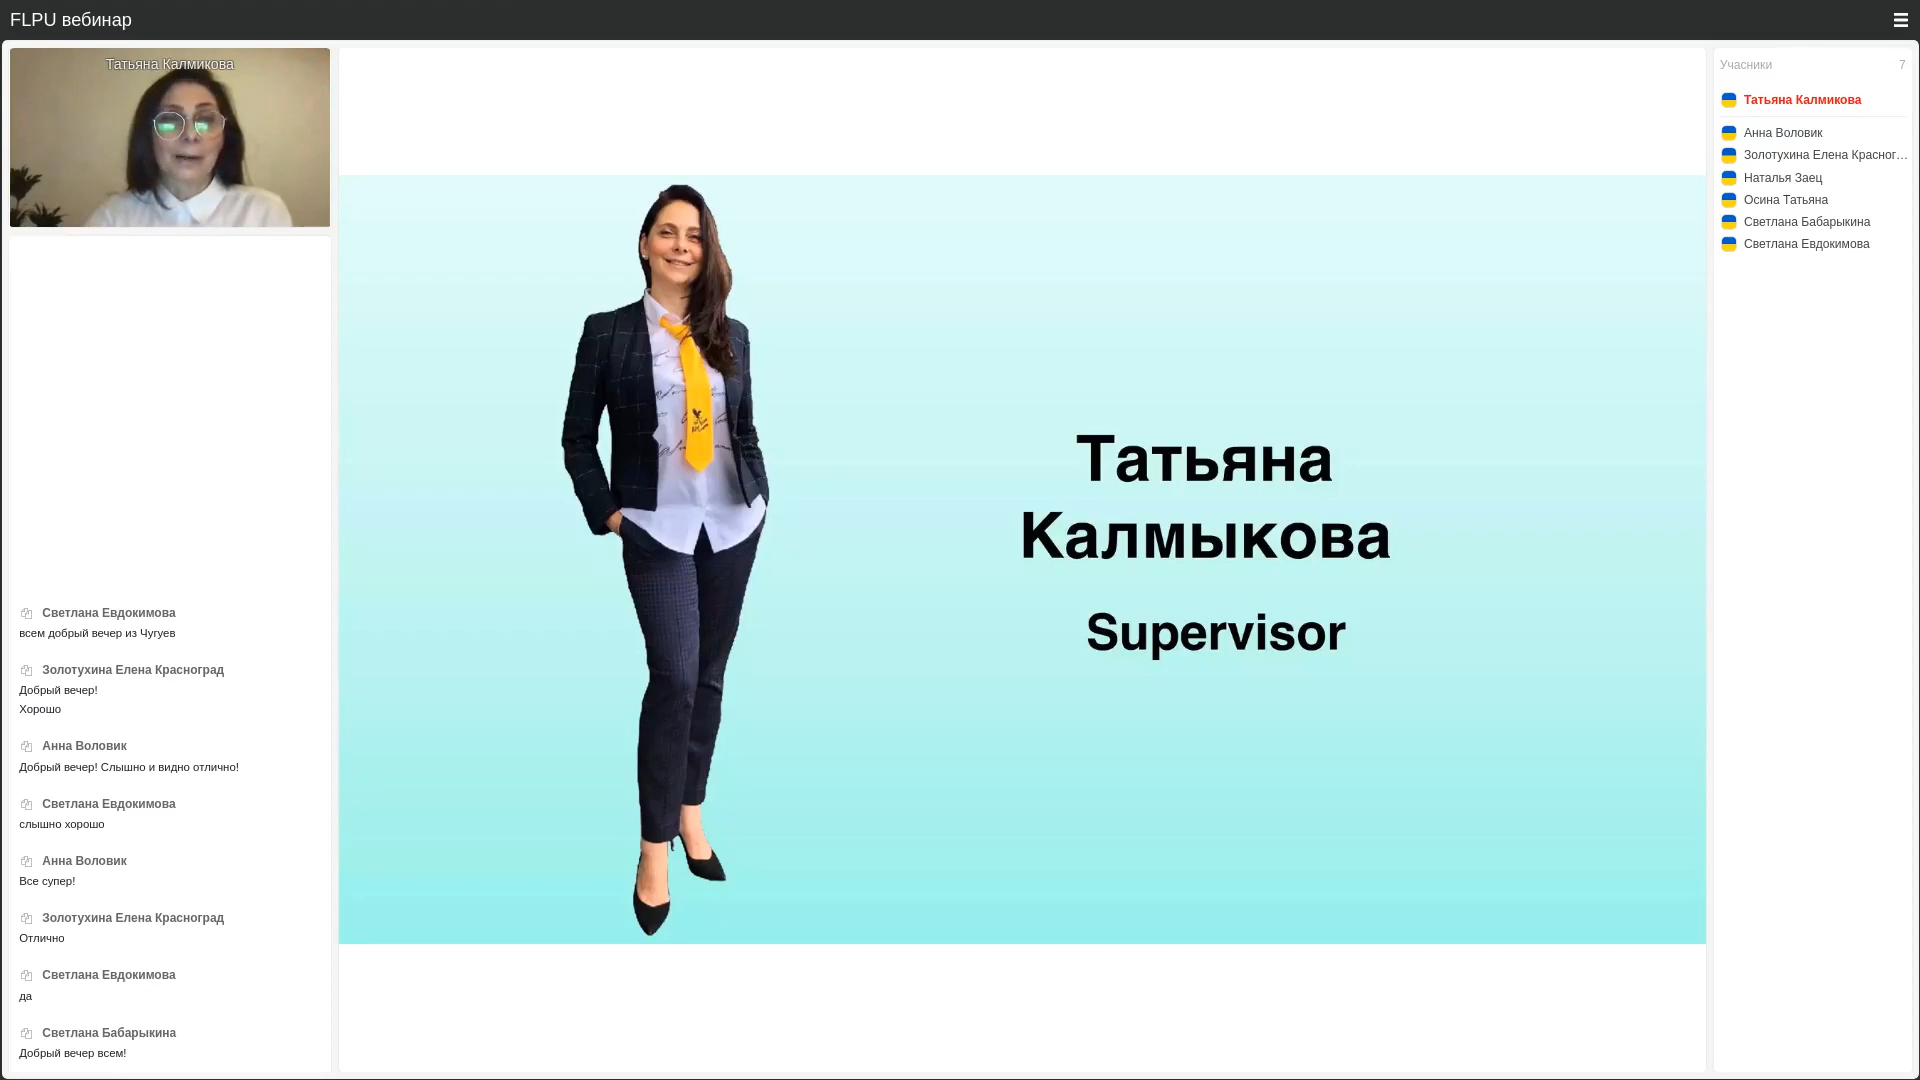 FLPU вебинар
Татьяна Калмикова
Светлана Евдокимова
всем добрый вечер из Чугуев
Золотухина Елена Красноград
Добрый вечер!
Хорошо
Анна Воловик
Добрый вечер! Слышно и видно отлично!
Светлана Евдокимова
слышно хорошо
Анна Воловик
Все супер!
Золотухина Елена Красноград
Отлично
Светлана Евдокимова
да
Светлана Бабарыкина
Добрый вечер всем!
Татьяна
Калмыкова
Supervisor
Учасники 7
Татьяна Калмикова
Анна Воловик
Золотухина Елена Красног...
Наталья Заец
Осина Татьяна
Светлана Бабарыкина
Светлана Евдокимова